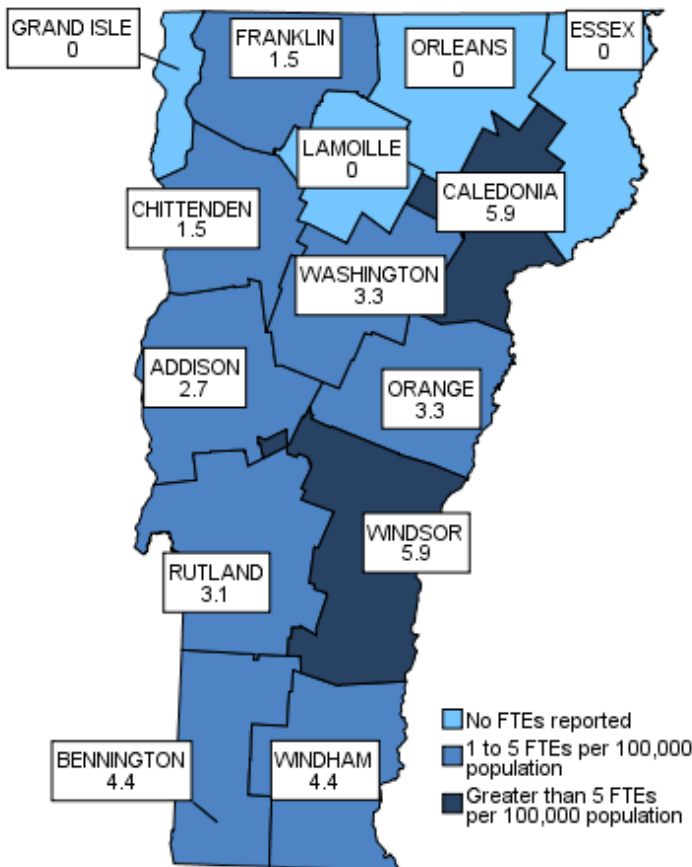 GRAND ISLE
0
FRANKLIN
1.5
ORLEANS
0
ESSEX
0
LAMOILLE
0
CALEDONIA
5.9
CHITTENDEN
1.5
WASHINGTON
3.3
ADDISON
2.7
ORANGE
3.3
WINDSOR
5.9
RUTLAND
3.1
BENNINGTON
4.4
WINDHAM
4.4
No FTEs reported
1 to 5 FTEs per 100,000
population
Greater than 5 FTEs
per 100,000 population